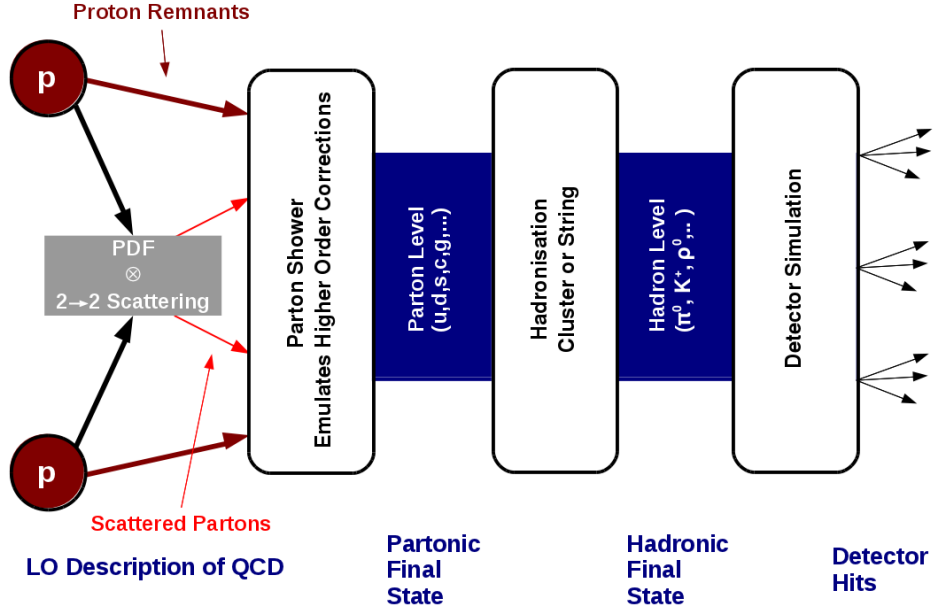 Proton Remnants
p
PDF
⊗
2→2 Scattering
p
Scattered Partons
LO Description of QCD
Parton Shower
Emulates Higher Order Corrections
Parton Level
(u,d,s,c,g,...)
Partonic
Final
State
Hadronisation
Cluster or String
Hadron Level
(π⁰, K⁺, ρ⁰,.. )
Hadronic
Final
State
Detector Simulation
Detector
Hits